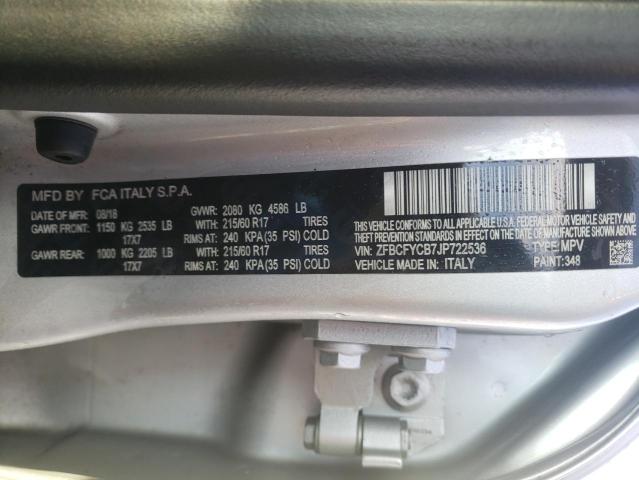 MFD BY FCA ITALY S.P.A.
DATE OF MFR: 08/18 GVWR: 2080 KG 4586 LB
GAWR FRONT: 1150 KG 2535 LB WITH: 215/60 R17 TIRES
17X7 RIMS AT: 240 KPA (35 PSI) COLD
GAWR REAR: 1000 KG 2205 LB WITH: 215/60 R17 TIRES
17X7 RIMS AT: 240 KPA (35 PSI) COLD
THIS VEHICLE CONFORMS TO ALL APPLICABLE U.S.A. FEDERAL MOTOR
VEHICLE SAFETY, BUMPER AND THEFT PREVENTION STANDARDS IN
EFFECT ON THE DATE OF MANUFACTURE SHOWN ABOVE
VIN: ZFBCFYCB7JP722536 TYPE: MPV
VEHICLE MADE IN: ITALY PAINT: 348